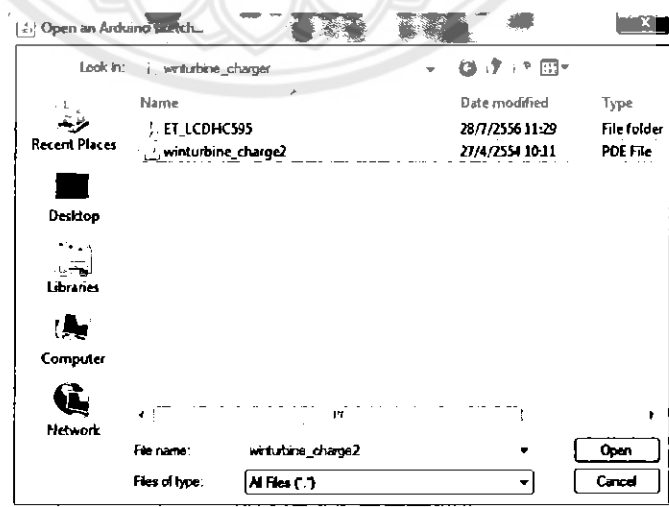 Open an Arduino sketch...
Look in: winturbine_charger
Name Date modified Type
ET_LCDHC595 28/7/2556 11:29 File folder
winturbine_charge2 27/4/2554 10:11 PDE File
Recent Places
Desktop
Libraries
Computer
Network
File name: winturbine_charge2 Open
Files of type: All Files (*.*) Cancel